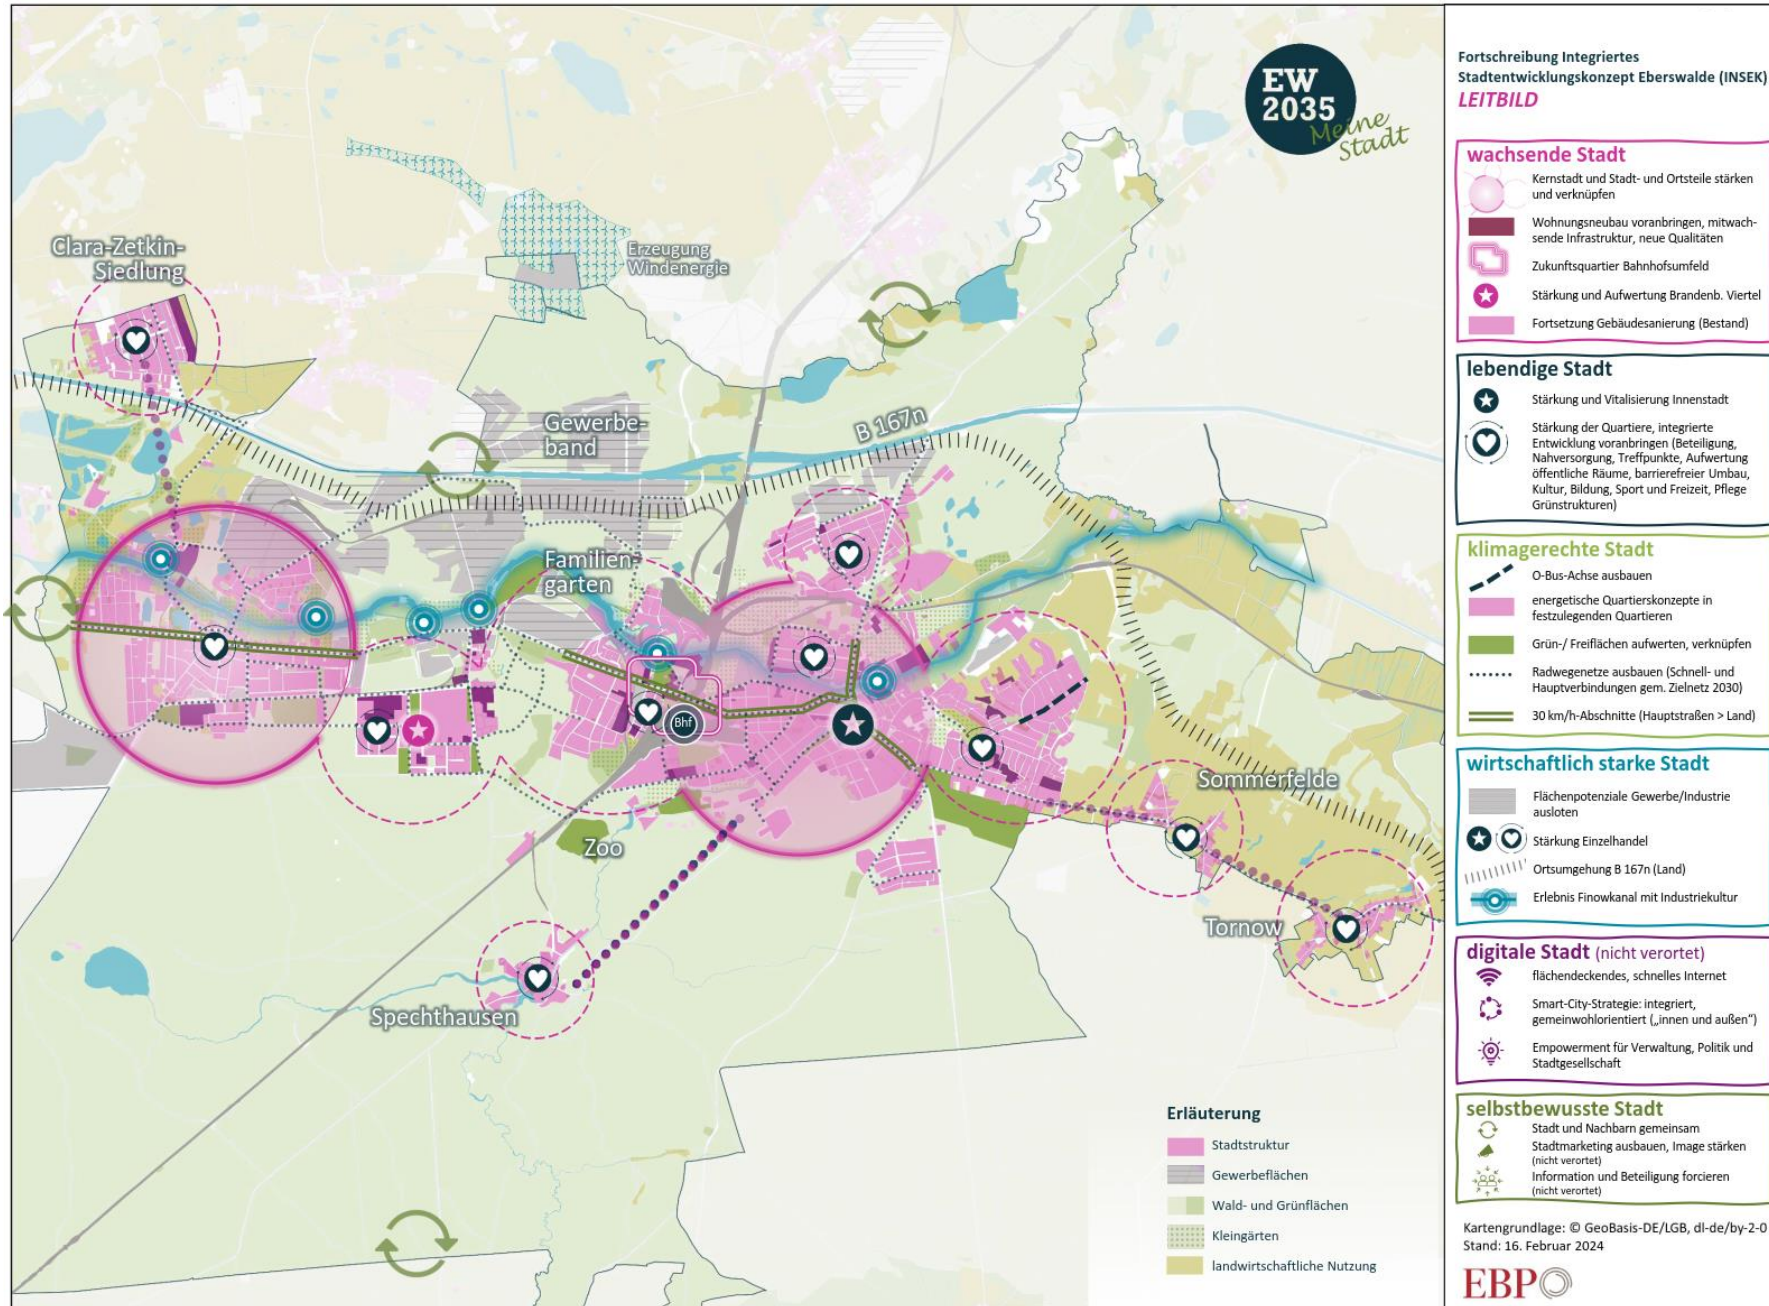 EW
2035
Meine
Stadt
Clara-Zetkin-
Siedlung
Erzeugung
Windenergie
Gewerbe-
band
B 167n
Familien-
garten
Bhf
Sommerfelde
Zoo
Tornow
Spechthausen
Erläuterung
Stadtstruktur
Gewerbeflächen
Wald- und Grünflächen
Kleingärten
landwirtschaftliche Nutzung
Fortschreibung Integriertes
Stadtentwicklungskonzept Eberswalde (INSEK)
LEITBILD
wachsende Stadt
Kernstadt und Stadt- und Ortsteile stärken
und verknüpfen
Wohnungsneubau voranbringen, mitwach-
sende Infrastruktur, neue Qualitäten
Zukunftsquartier Bahnhofsumfeld
Stärkung und Aufwertung Brandenb. Viertel
Fortsetzung Gebäudesanierung (Bestand)
lebendige Stadt
Stärkung und Vitalisierung Innenstadt
Stärkung der Quartiere, integrierte
Entwicklung voranbringen (Beteiligung,
Nahversorgung, Treffpunkte, Aufwertung
öffentliche Räume, barrierefreier Umbau,
Kultur, Bildung, Sport und Freizeit, Pflege
Grünstrukturen)
klimagerechte Stadt
O-Bus-Achse ausbauen
energetische Quartierskonzepte in
festzulegenden Quartieren
Grün-/ Freiflächen aufwerten, verknüpfen
Radwegenetze ausbauen (Schnell- und
Hauptverbindungen gem. Zielnetz 2030)
30 km/h-Abschnitte (Hauptstraßen > Land)
wirtschaftlich starke Stadt
Flächenpotenziale Gewerbe/Industrie
ausloten
Stärkung Einzelhandel
Ortsumgehung B 167n (Land)
Erlebnis Finowkanal mit Industriekultur
digitale Stadt (nicht verortet)
flächendeckendes, schnelles Internet
Smart-City-Strategie: integriert,
gemeinwohlorientiert („innen und außen“)
Empowerment für Verwaltung, Politik und
Stadtgesellschaft
selbstbewusste Stadt
Stadt und Nachbarn gemeinsam
Stadtmarketing ausbauen, Image stärken
(nicht verortet)
Information und Beteiligung forcieren
(nicht verortet)
Kartengrundlage: © GeoBasis-DE/LGB, dl-de/by-2-0
Stand: 16. Februar 2024
EBP